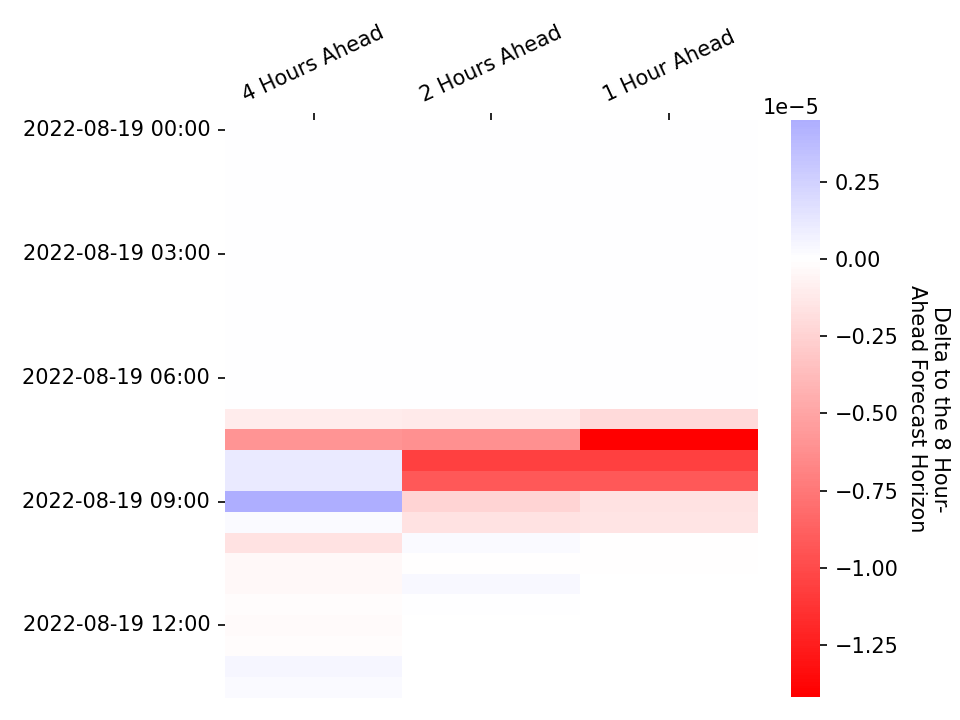 4 Hours Ahead
2 Hours Ahead
1 Hour Ahead
1e−5
2022-08-19 00:00
2022-08-19 03:00
2022-08-19 06:00
2022-08-19 09:00
2022-08-19 12:00
0.25
0.00
−0.25
−0.50
−0.75
−1.00
−1.25
Delta to the 8 Hour-
Ahead Forecast Horizon